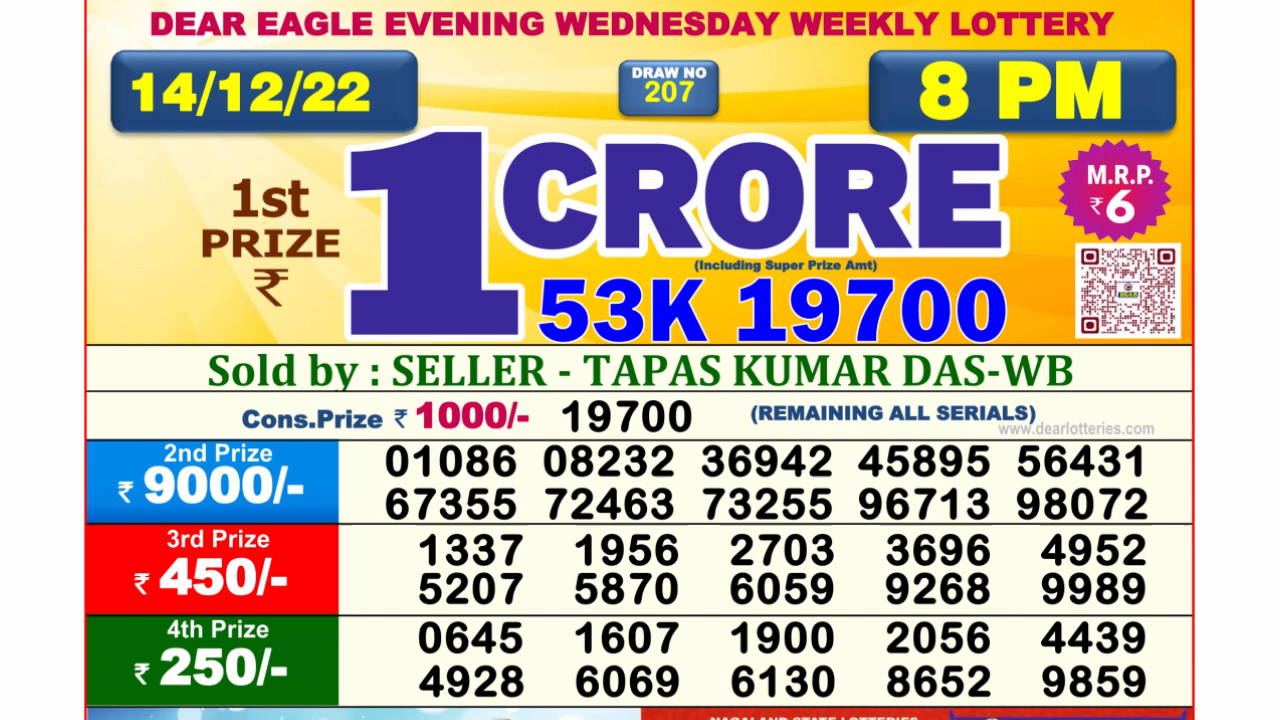 DEAR EAGLE EVENING WEDNESDAY WEEKLY LOTTERY
14/12/22
DRAW NO
207
8 PM
1st
PRIZE
₹
1 CRORE
(Including Super Prize Amt)
53K 19700
M.R.P.
₹6
Sold by : SELLER - TAPAS KUMAR DAS-WB
Cons.Prize ₹ 1000/- 19700 (REMAINING ALL SERIALS)
www.dearlotteries.com
2nd Prize
₹ 9000/-
01086 08232 36942 45895 56431
67355 72463 73255 96713 98072
3rd Prize
₹ 450/-
1337 1956 2703 3696 4952
5207 5870 6059 9268 9989
4th Prize
₹ 250/-
0645 1607 1900 2056 4439
4928 6069 6130 8652 9859
NAGALAND STATE LOTTERIES